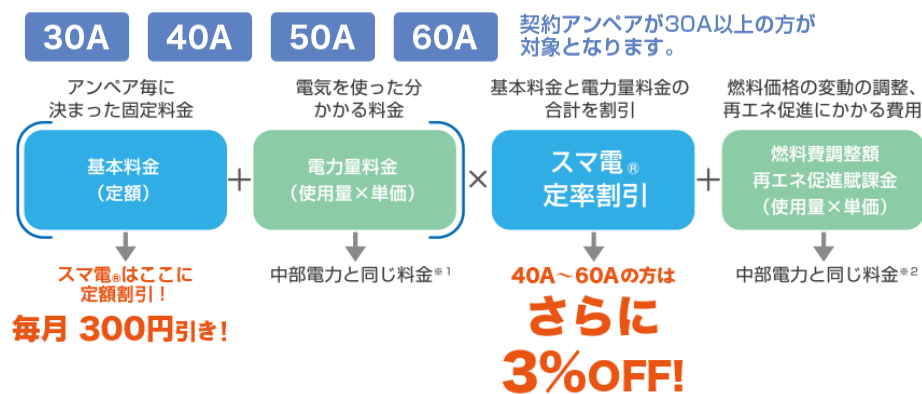 30A 40A 50A 60A
契約アンペアが30A以上の方が
対象となります。
アンペア毎に
決まった固定料金
電気を使った分
かかる料金
基本料金と電力量料金の
合計を割引
燃料価格の変動の調整、
再エネ促進にかかる費用
基本料金
（定額）
+
電力量料金
（使用量×単価）
×
スマ電®
定率割引
+
燃料費調整額
再エネ促進賦課金
（使用量×単価）
スマ電®はここに
定額割引！
毎月 300円引き！
中部電力と同じ料金※1
40A～60Aの方は
さらに
3%OFF!
中部電力と同じ料金※2